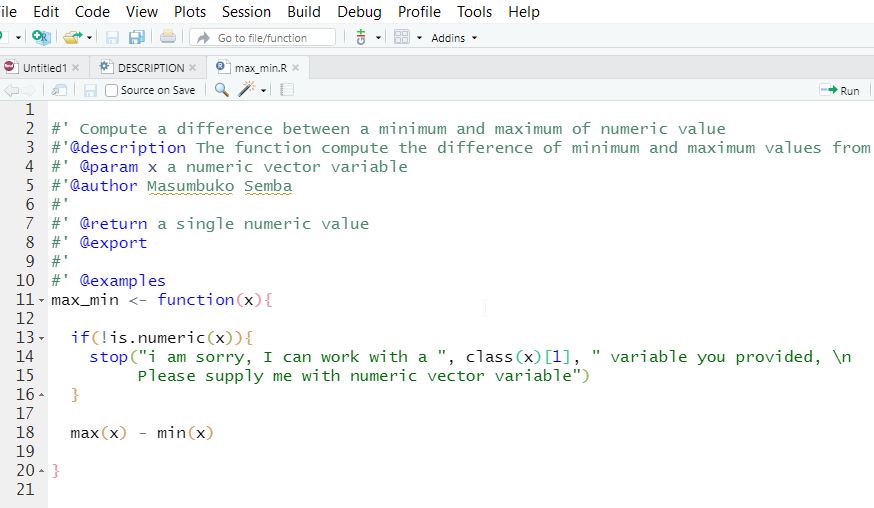 ile Edit Code View Plots Session Build Debug Profile Tools Help
Go to file/function Addins
Untitled1 DESCRIPTION max_min.R
Source on Save Run
1
2 #' Compute a difference between a minimum and maximum of numeric value
3 #'@description The function compute the difference of minimum and maximum values from
4 #' @param x a numeric vector variable
5 #'@author Masumbuko Semba
6 #'
7 #' @return a single numeric value
8 #' @export
9 #'
10 #' @examples
11 max_min <- function(x){
12
13 if(!is.numeric(x)){
14 stop("i am sorry, I can work with a ", class(x)[1], " variable you provided, \n
15 Please supply me with numeric vector variable")
16 }
17
18 max(x) - min(x)
19
20 }
21